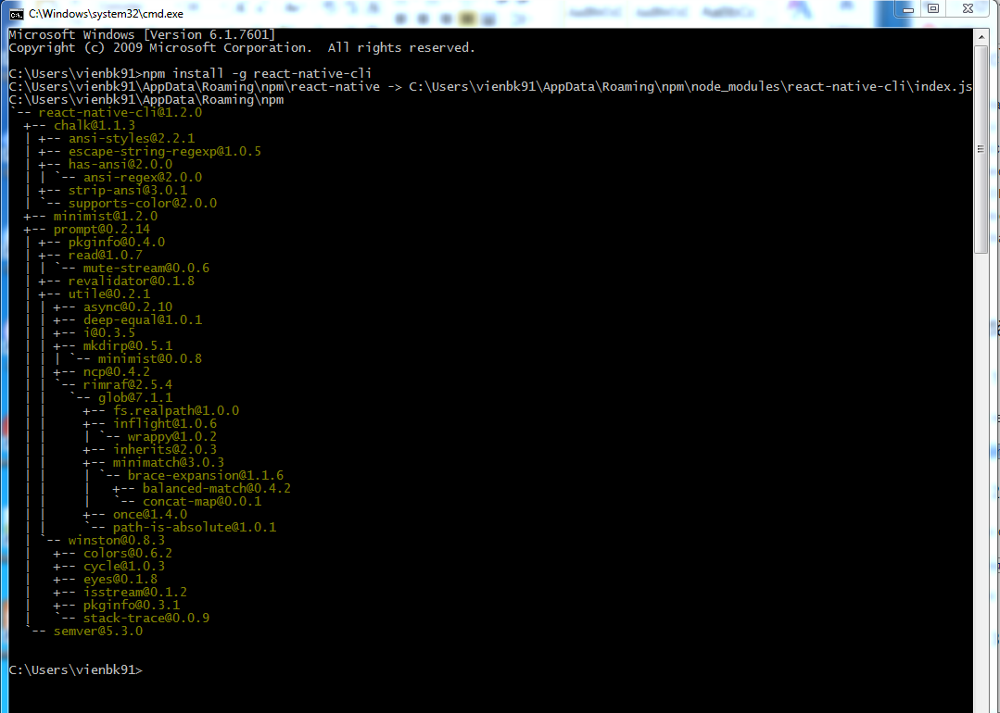 C:\Windows\system32\cmd.exe
Microsoft Windows [Version 6.1.7601]
Copyright (c) 2009 Microsoft Corporation.  All rights reserved.
C:\Users\vienbk91>npm install -g react-native-cli
C:\Users\vienbk91\AppData\Roaming\npm\react-native -> C:\Users\vienbk91\AppData\Roaming\npm\node_modules\react-native-cli\index.js
C:\Users\vienbk91\AppData\Roaming\npm
`-- react-native-cli@1.2.0
  +-- chalk@1.1.3
  | +-- ansi-styles@2.2.1
  | +-- escape-string-regexp@1.0.5
  | +-- has-ansi@2.0.0
  | | `-- ansi-regex@2.0.0
  | +-- strip-ansi@3.0.1
  | `-- supports-color@2.0.0
  +-- minimist@1.2.0
  +-- prompt@0.2.14
  | +-- pkginfo@0.4.0
  | +-- read@1.0.7
  | | `-- mute-stream@0.0.6
  | +-- revalidator@0.1.8
  | +-- utile@0.2.1
  | | +-- async@0.2.10
  | | +-- deep-equal@1.0.1
  | | +-- i@0.3.5
  | | +-- mkdirp@0.5.1
  | | | `-- minimist@0.0.8
  | | +-- ncp@0.4.2
  | | `-- rimraf@2.5.4
  | |   `-- glob@7.1.1
  | |     +-- fs.realpath@1.0.0
  | |     +-- inflight@1.0.6
  | |     | `-- wrappy@1.0.2
  | |     +-- inherits@2.0.3
  | |     +-- minimatch@3.0.3
  | |     | `-- brace-expansion@1.1.6
  | |     |   +-- balanced-match@0.4.2
  | |     |   `-- concat-map@0.0.1
  | |     +-- once@1.4.0
  | |     `-- path-is-absolute@1.0.1
  | `-- winston@0.8.3
  |   +-- colors@0.6.2
  |   +-- cycle@1.0.3
  |   +-- eyes@0.1.8
  |   +-- isstream@0.1.2
  |   +-- pkginfo@0.3.1
  |   `-- stack-trace@0.0.9
  `-- semver@5.3.0
C:\Users\vienbk91>